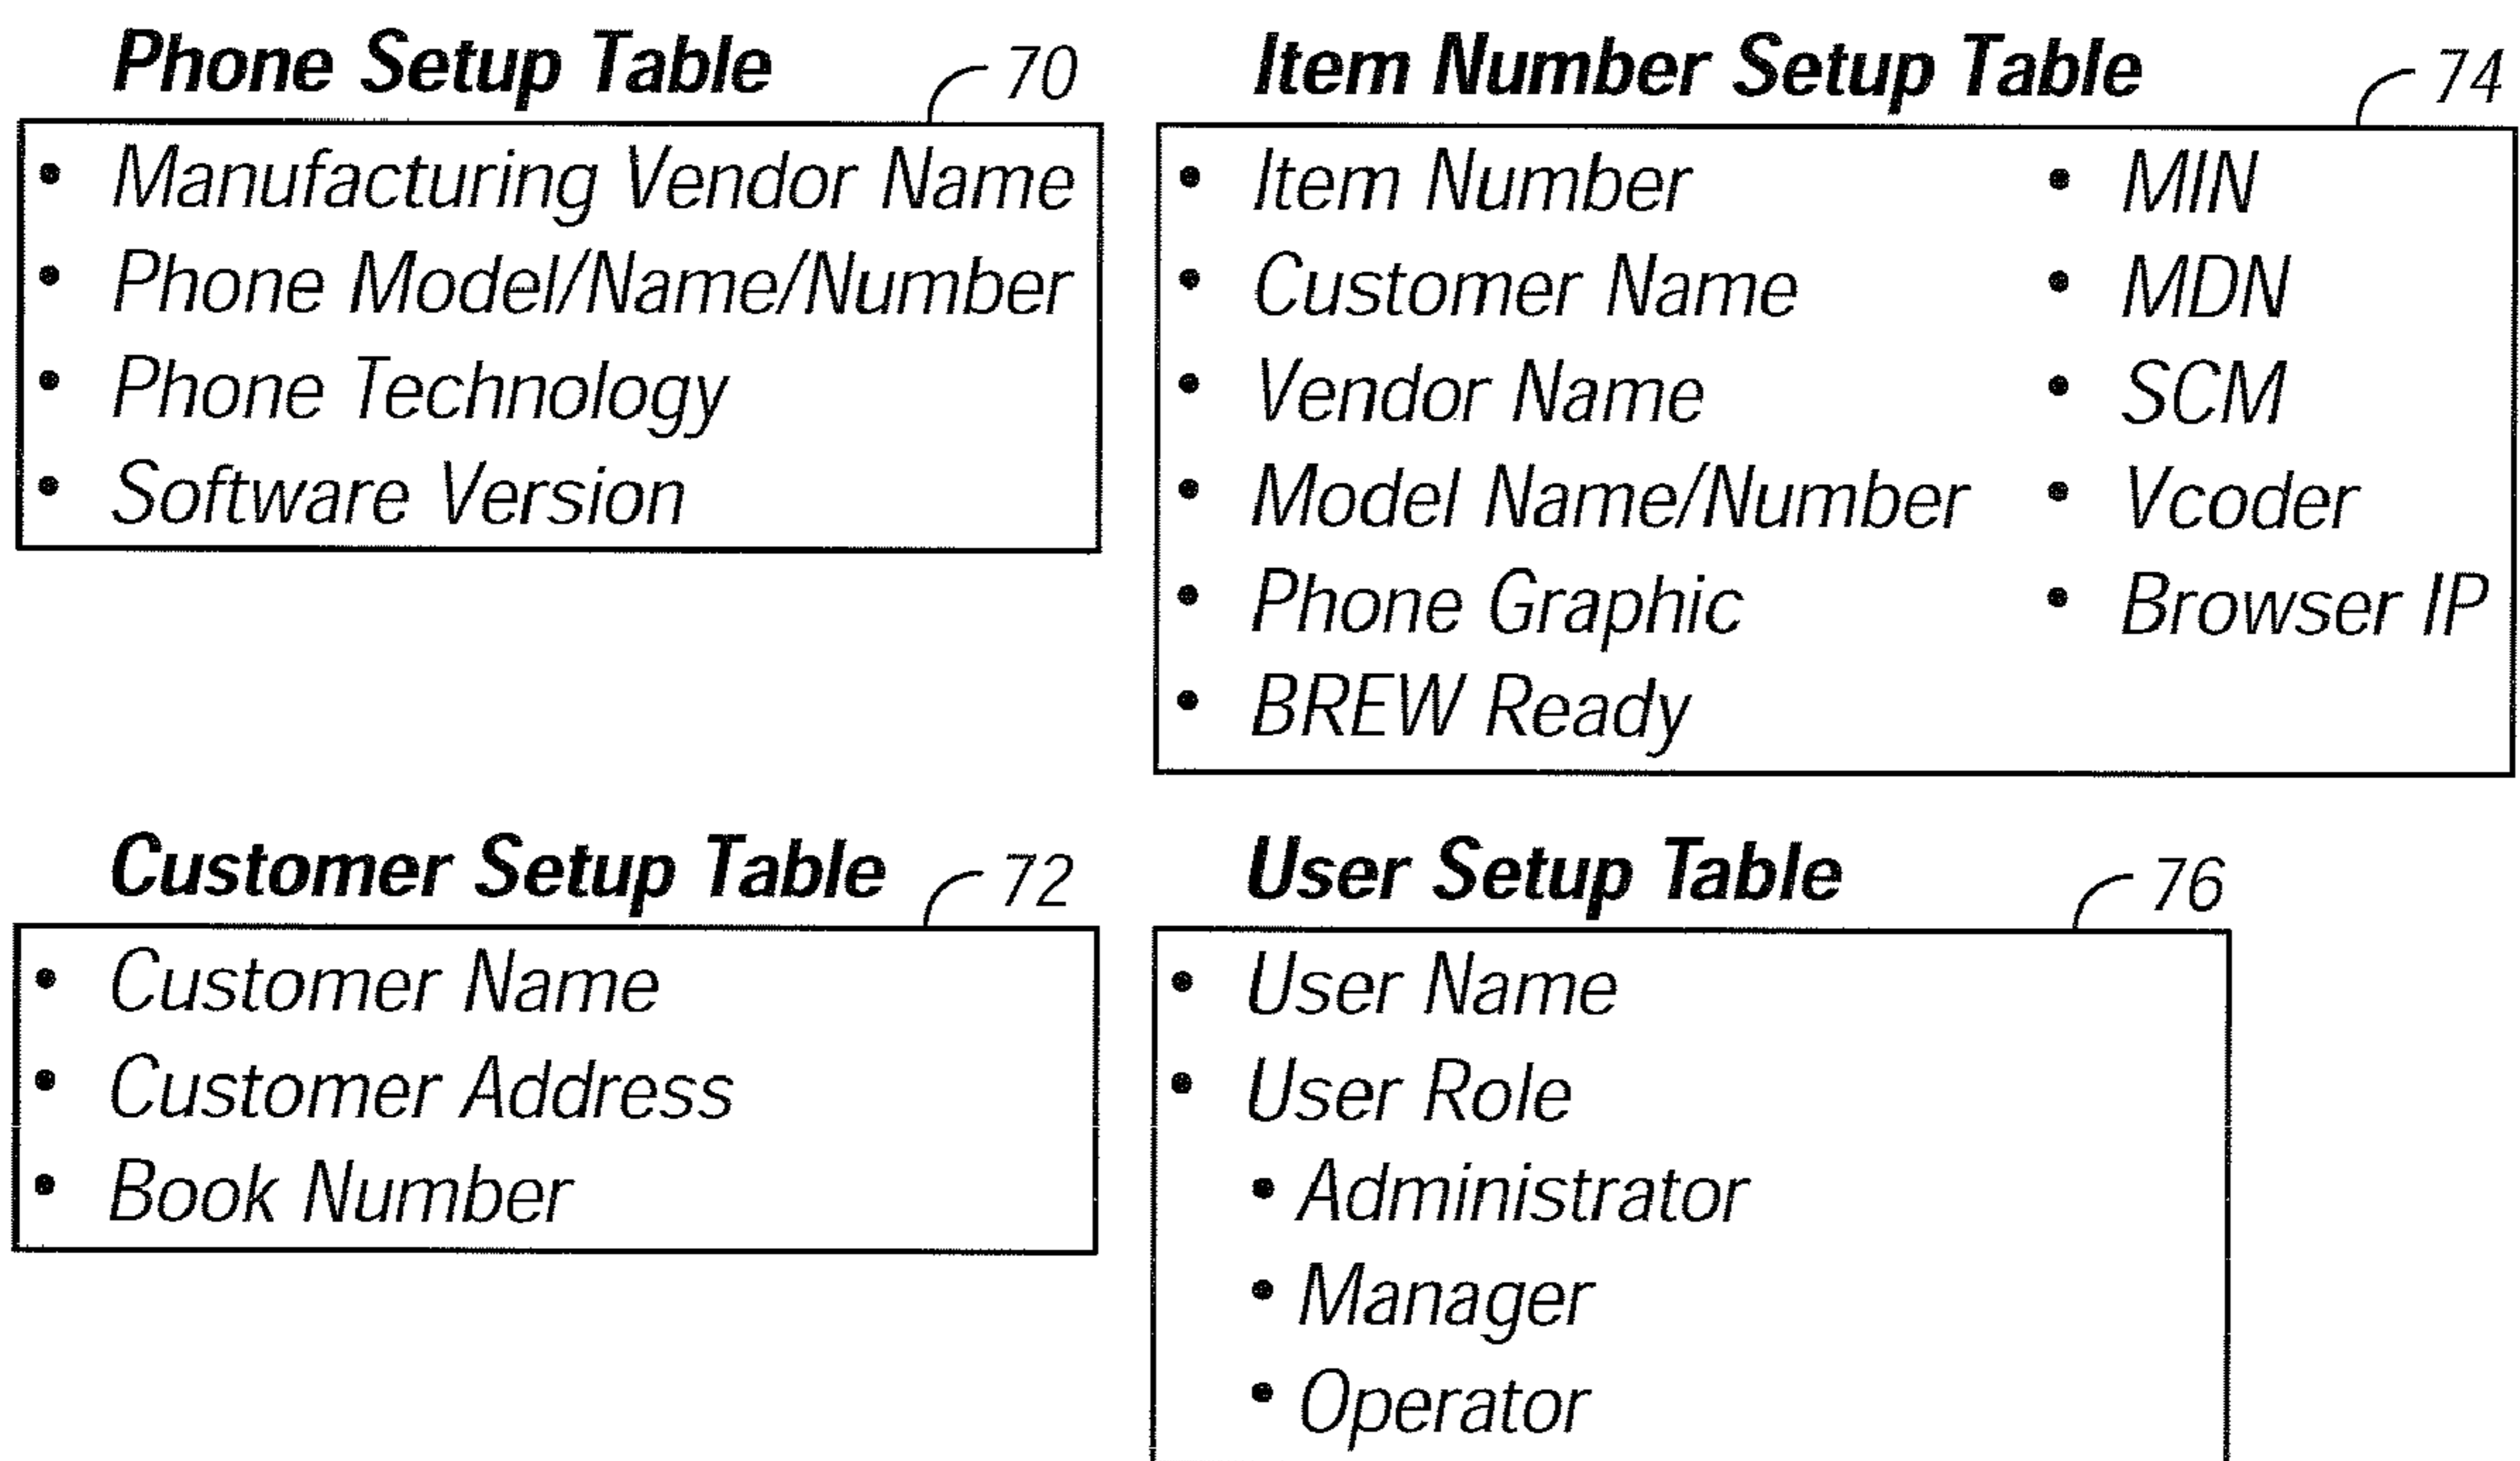 Phone Setup Table 70
• Manufacturing Vendor Name
• Phone Model/Name/Number
• Phone Technology
• Software Version
Item Number Setup Table 74
• Item Number
• Customer Name
• Vendor Name
• Model Name/Number
• Phone Graphic
• BREW Ready
• MIN
• MDN
• SCM
• Vcoder
• Browser IP
Customer Setup Table 72
• Customer Name
• Customer Address
• Book Number
User Setup Table 76
• User Name
• User Role
• Administrator
• Manager
• Operator